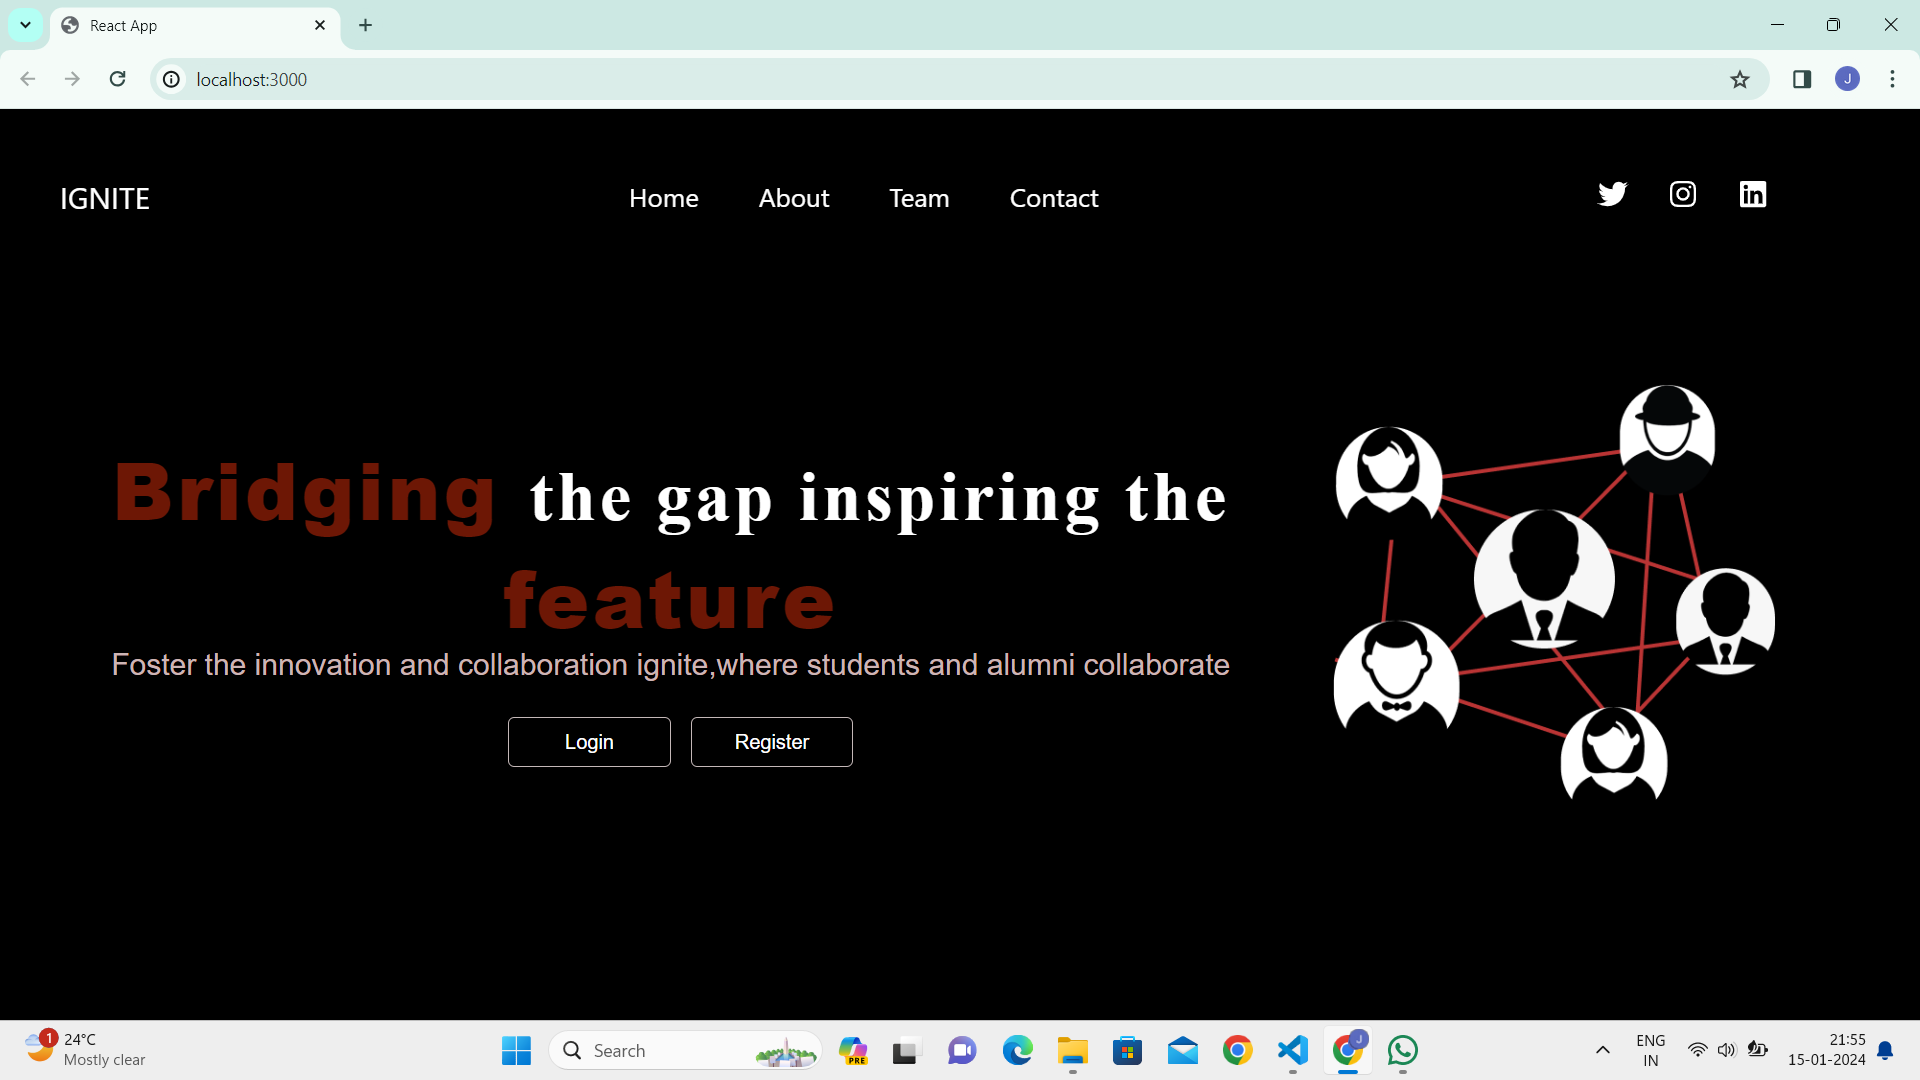 React App
localhost:3000
J
IGNITE
Home
About
Team
Contact
in
Bridging the gap inspiring the
feature
Foster the innovation and collaboration ignite,where students and alumni collaborate
Login
Register
1
24°C
Mostly clear
Search
PRE
J
ENG
IN
21:55
15-01-2024